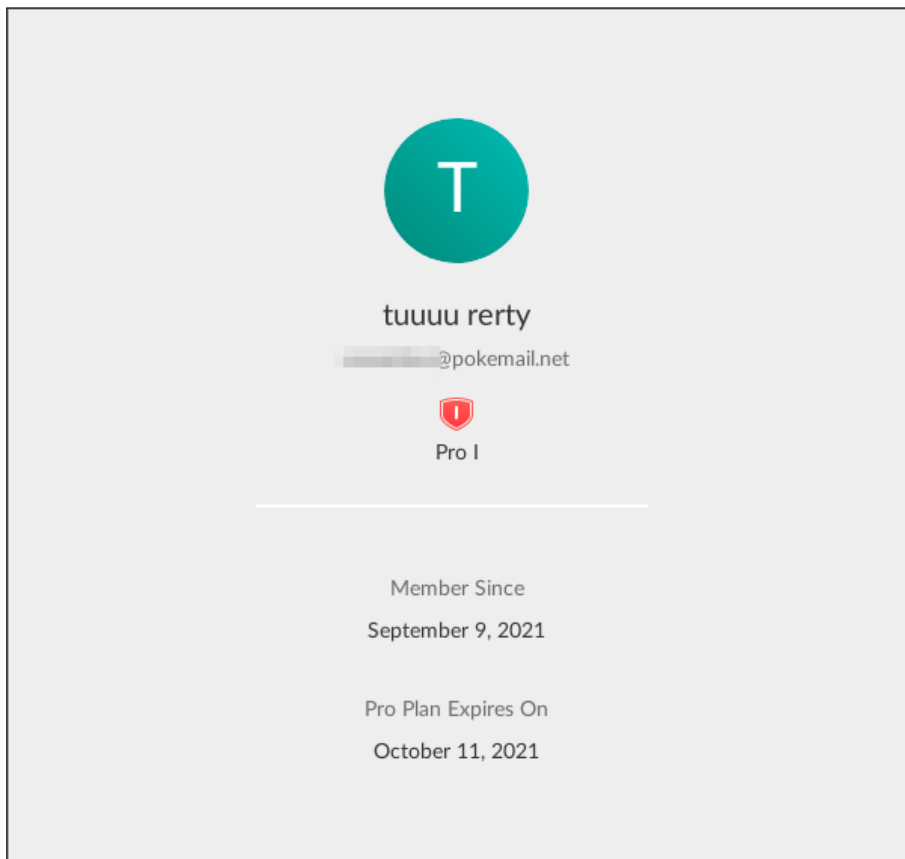 T
tuuuu rerty
@pokemail.net
I
Pro I
Member Since
September 9, 2021
Pro Plan Expires On
October 11, 2021